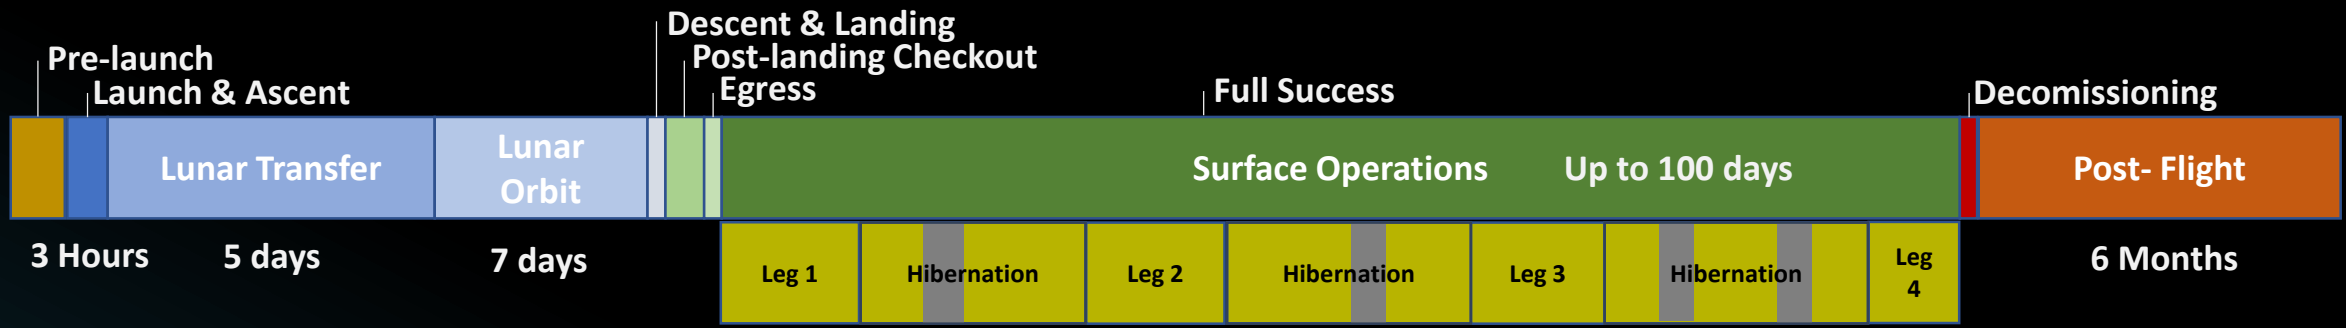 Descent & Landing
Pre-launch
Post-landing Checkout
Launch & Ascent
Egress
Full Success
Decomissioning
Lunar Transfer
Lunar
Orbit
Surface Operations
Up to 100 days
Post- Flight
3 Hours
5 days
7 days
Leg 1
Hibernation
Leg 2
Hibernation
Leg 3
Hibernation
Leg
4
6 Months